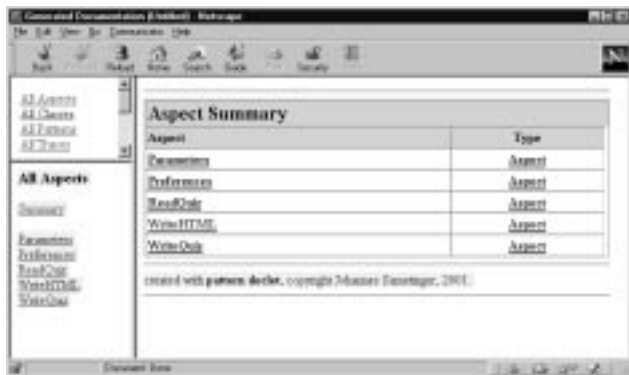 Generated Documentation (Untitled) - Netscape
File Edit View Go Communicator Help
Back Reload Home Search Guide Security
N
All Aspects
All Classes
All Patterns
All Traces
All Aspects
Summary
Parameters
Preferences
ReadQuiz
WriteHTML
WriteQuiz
Aspect Summary
Aspect Type
Parameters Aspect
Preferences Aspect
ReadQuiz Aspect
WriteHTML Aspect
WriteQuiz Aspect
created with pattern doclet, copyright Johannes Sametinger, 2001.
Document: Done